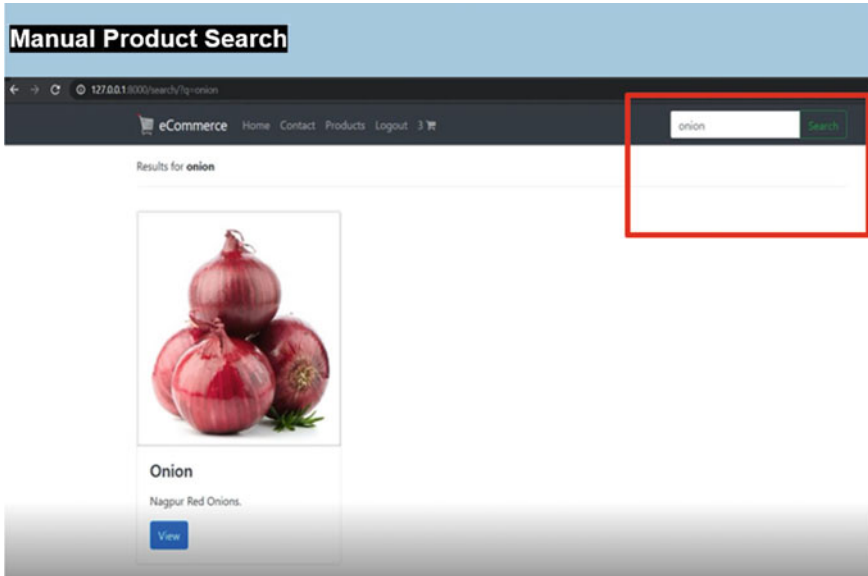 Manual Product Search
127.0.0.1:8000/search/?q=onion
eCommerce Home Contact Products Logout 3
onion Search
Results for onion
Onion
Nagpur Red Onions.
View